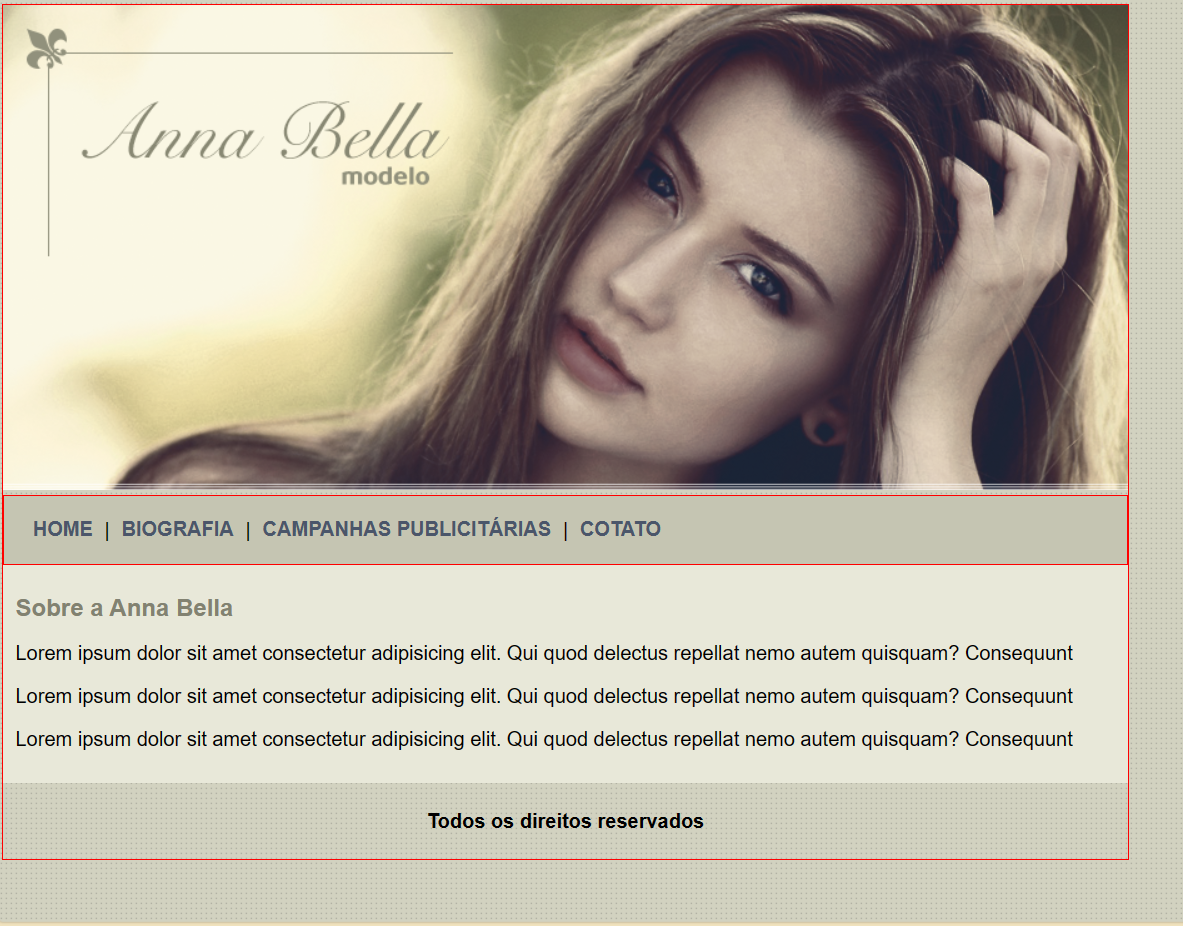 Anna Bella
modelo
HOME | BIOGRAFIA | CAMPANHAS PUBLICITÁRIAS | COTATO
Sobre a Anna Bella
Lorem ipsum dolor sit amet consectetur adipisicing elit. Qui quod delectus repellat nemo autem quisquam? Consequunt
Lorem ipsum dolor sit amet consectetur adipisicing elit. Qui quod delectus repellat nemo autem quisquam? Consequunt
Lorem ipsum dolor sit amet consectetur adipisicing elit. Qui quod delectus repellat nemo autem quisquam? Consequunt
Todos os direitos reservados